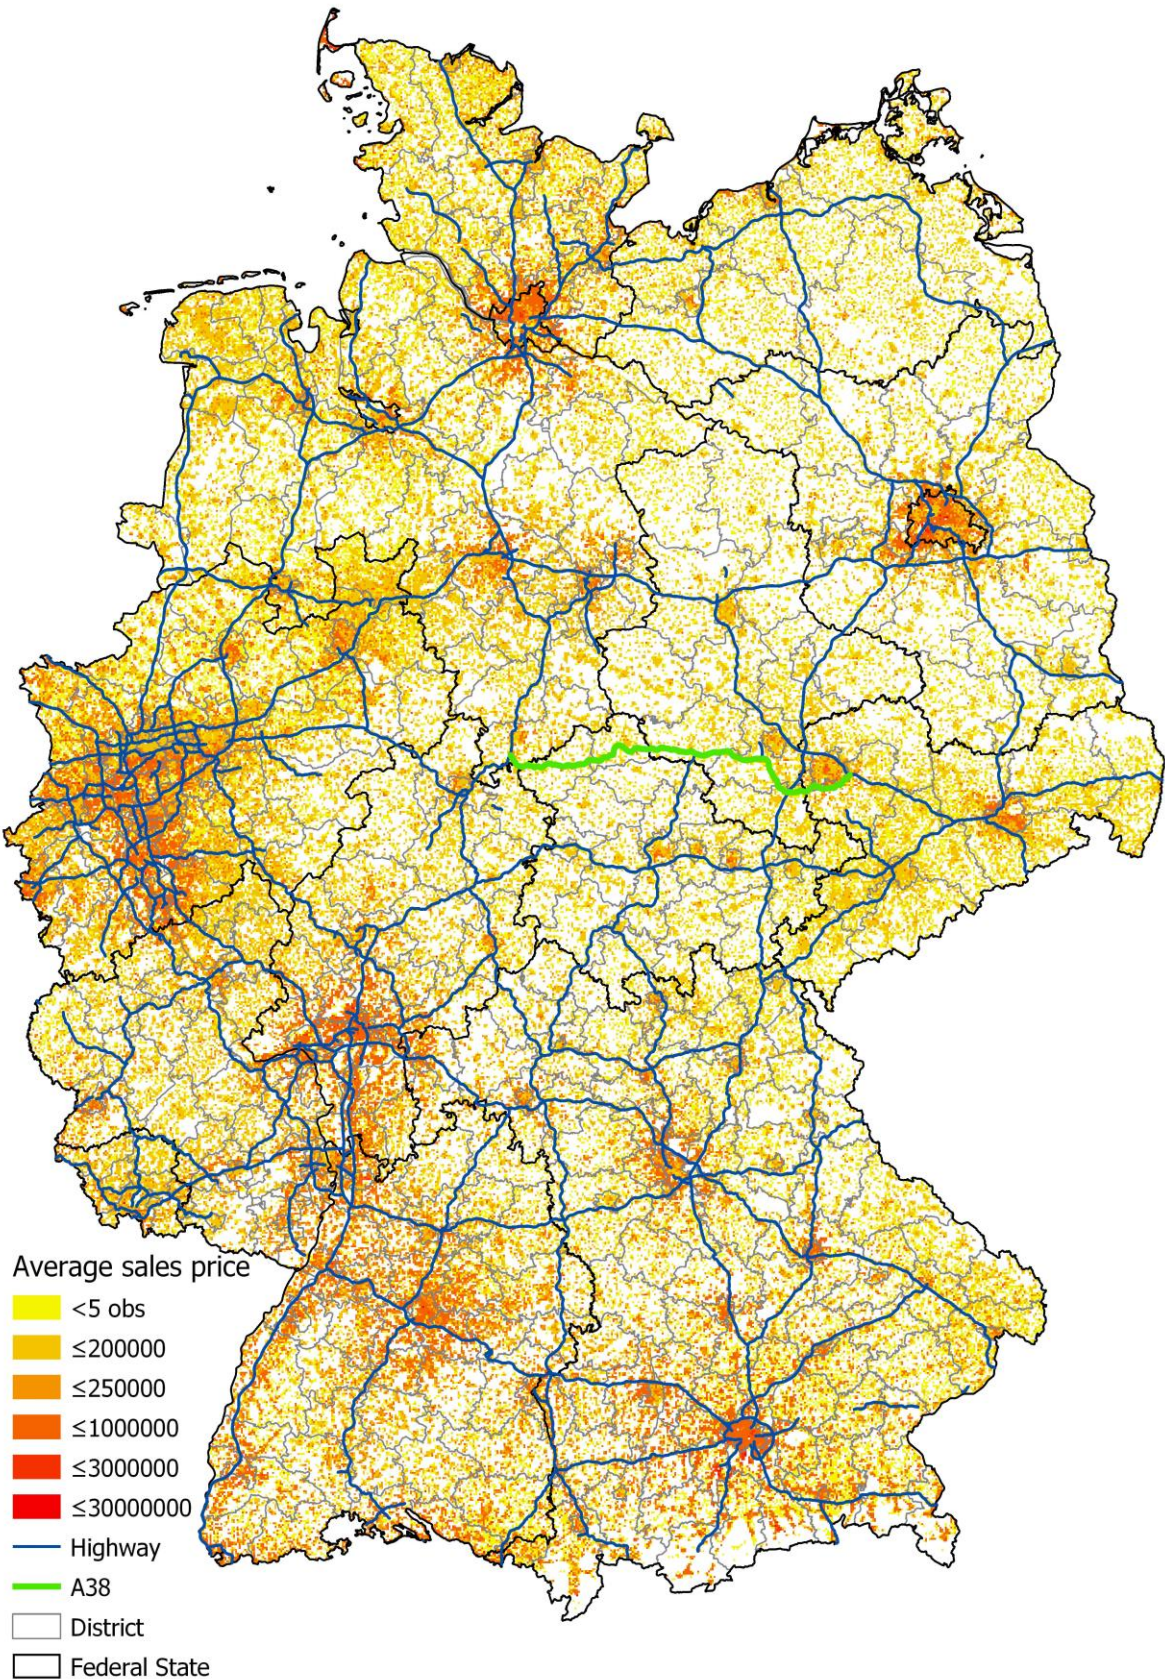 Average sales price
<5 obs
≤200000
≤250000
≤1000000
≤3000000
≤30000000
Highway
A38
District
Federal State